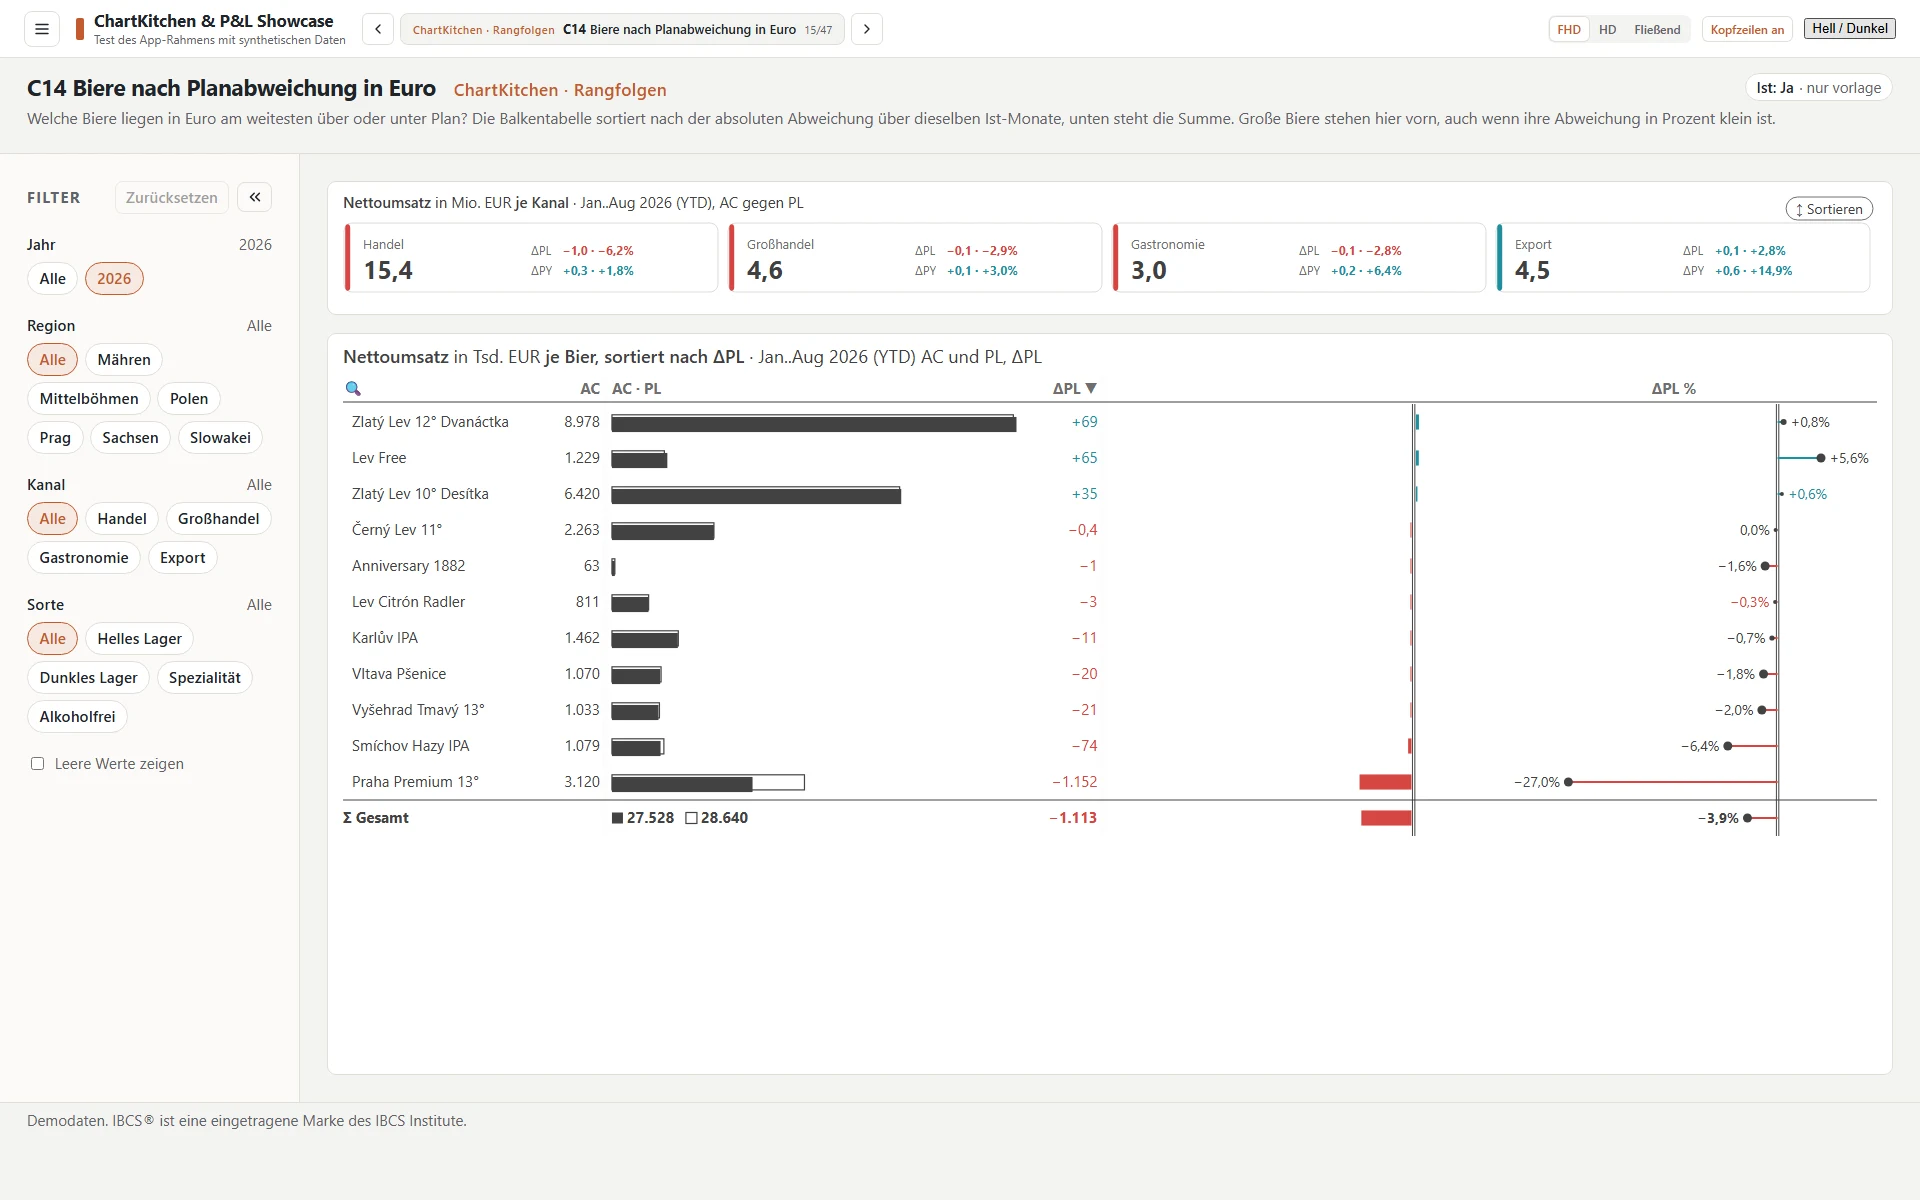 ChartKitchen & P&L Showcase
Test des App-Rahmens mit synthetischen Daten
ChartKitchen · Rangfolgen C14 Biere nach Planabweichung in Euro 15/47
FHD HD Fließend Kopfzeilen an Hell / Dunkel
C14 Biere nach Planabweichung in Euro ChartKitchen · Rangfolgen
Ist: Ja · nur vorlage
Welche Biere liegen in Euro am weitesten über oder unter Plan? Die Balkentabelle sortiert nach der absoluten Abweichung über dieselben Ist-Monate, unten steht die Summe. Große Biere stehen hier vorn, auch wenn ihre Abweichung in Prozent klein ist.
FILTER Zurücksetzen «
Jahr 2026
Alle 2026
Region Alle
Alle Mähren
Mittelböhmen Polen
Prag Sachsen Slowakei
Kanal Alle
Alle Handel Großhandel
Gastronomie Export
Sorte Alle
Alle Helles Lager
Dunkles Lager Spezialität
Alkoholfrei
Leere Werte zeigen
Nettoumsatz in Mio. EUR je Kanal · Jan..Aug 2026 (YTD), AC gegen PL
↕ Sortieren
Handel
15,4
ΔPL −1,0 · −6,2%
ΔPY +0,3 · +1,8%
Großhandel
4,6
ΔPL −0,1 · −2,9%
ΔPY +0,1 · +3,0%
Gastronomie
3,0
ΔPL −0,1 · −2,8%
ΔPY +0,2 · +6,4%
Export
4,5
ΔPL +0,1 · +2,8%
ΔPY +0,6 · +14,9%
Nettoumsatz in Tsd. EUR je Bier, sortiert nach ΔPL · Jan..Aug 2026 (YTD) AC und PL, ΔPL
AC AC · PL ΔPL ▼ ΔPL %
Zlatý Lev 12° Dvanáctka 8.978 +69 +0,8%
Lev Free 1.229 +65 +5,6%
Zlatý Lev 10° Desítka 6.420 +35 +0,6%
Černý Lev 11° 2.263 −0,4 0,0%
Anniversary 1882 63 −1 −1,6%
Lev Citrón Radler 811 −3 −0,3%
Karlův IPA 1.462 −11 −0,7%
Vltava Pšenice 1.070 −20 −1,8%
Vyšehrad Tmavý 13° 1.033 −21 −2,0%
Smíchov Hazy IPA 1.079 −74 −6,4%
Praha Premium 13° 3.120 −1.152 −27,0%
Σ Gesamt 27.528 28.640 −1.113 −3,9%
Demodaten. IBCS® ist eine eingetragene Marke des IBCS Institute.